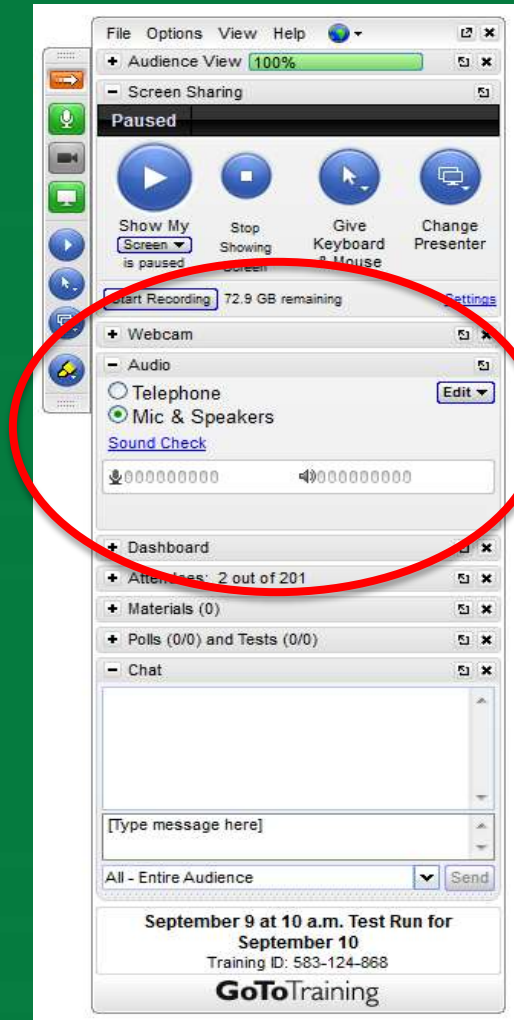 File Options View Help
Audience View 100%
Screen Sharing
Paused
Show My Screen is paused
Stop Showing Screen
Give Keyboard & Mouse
Change Presenter
Start Recording 72.9 GB remaining Settings
Webcam
Audio
Telephone Edit
Mic & Speakers
Sound Check
000000000 000000000
Dashboard
Attendees: 2 out of 201
Materials (0)
Polls (0/0) and Tests (0/0)
Chat
[Type message here]
All - Entire Audience Send
September 9 at 10 a.m. Test Run for
September 10
Training ID: 583-124-868
GoToTraining